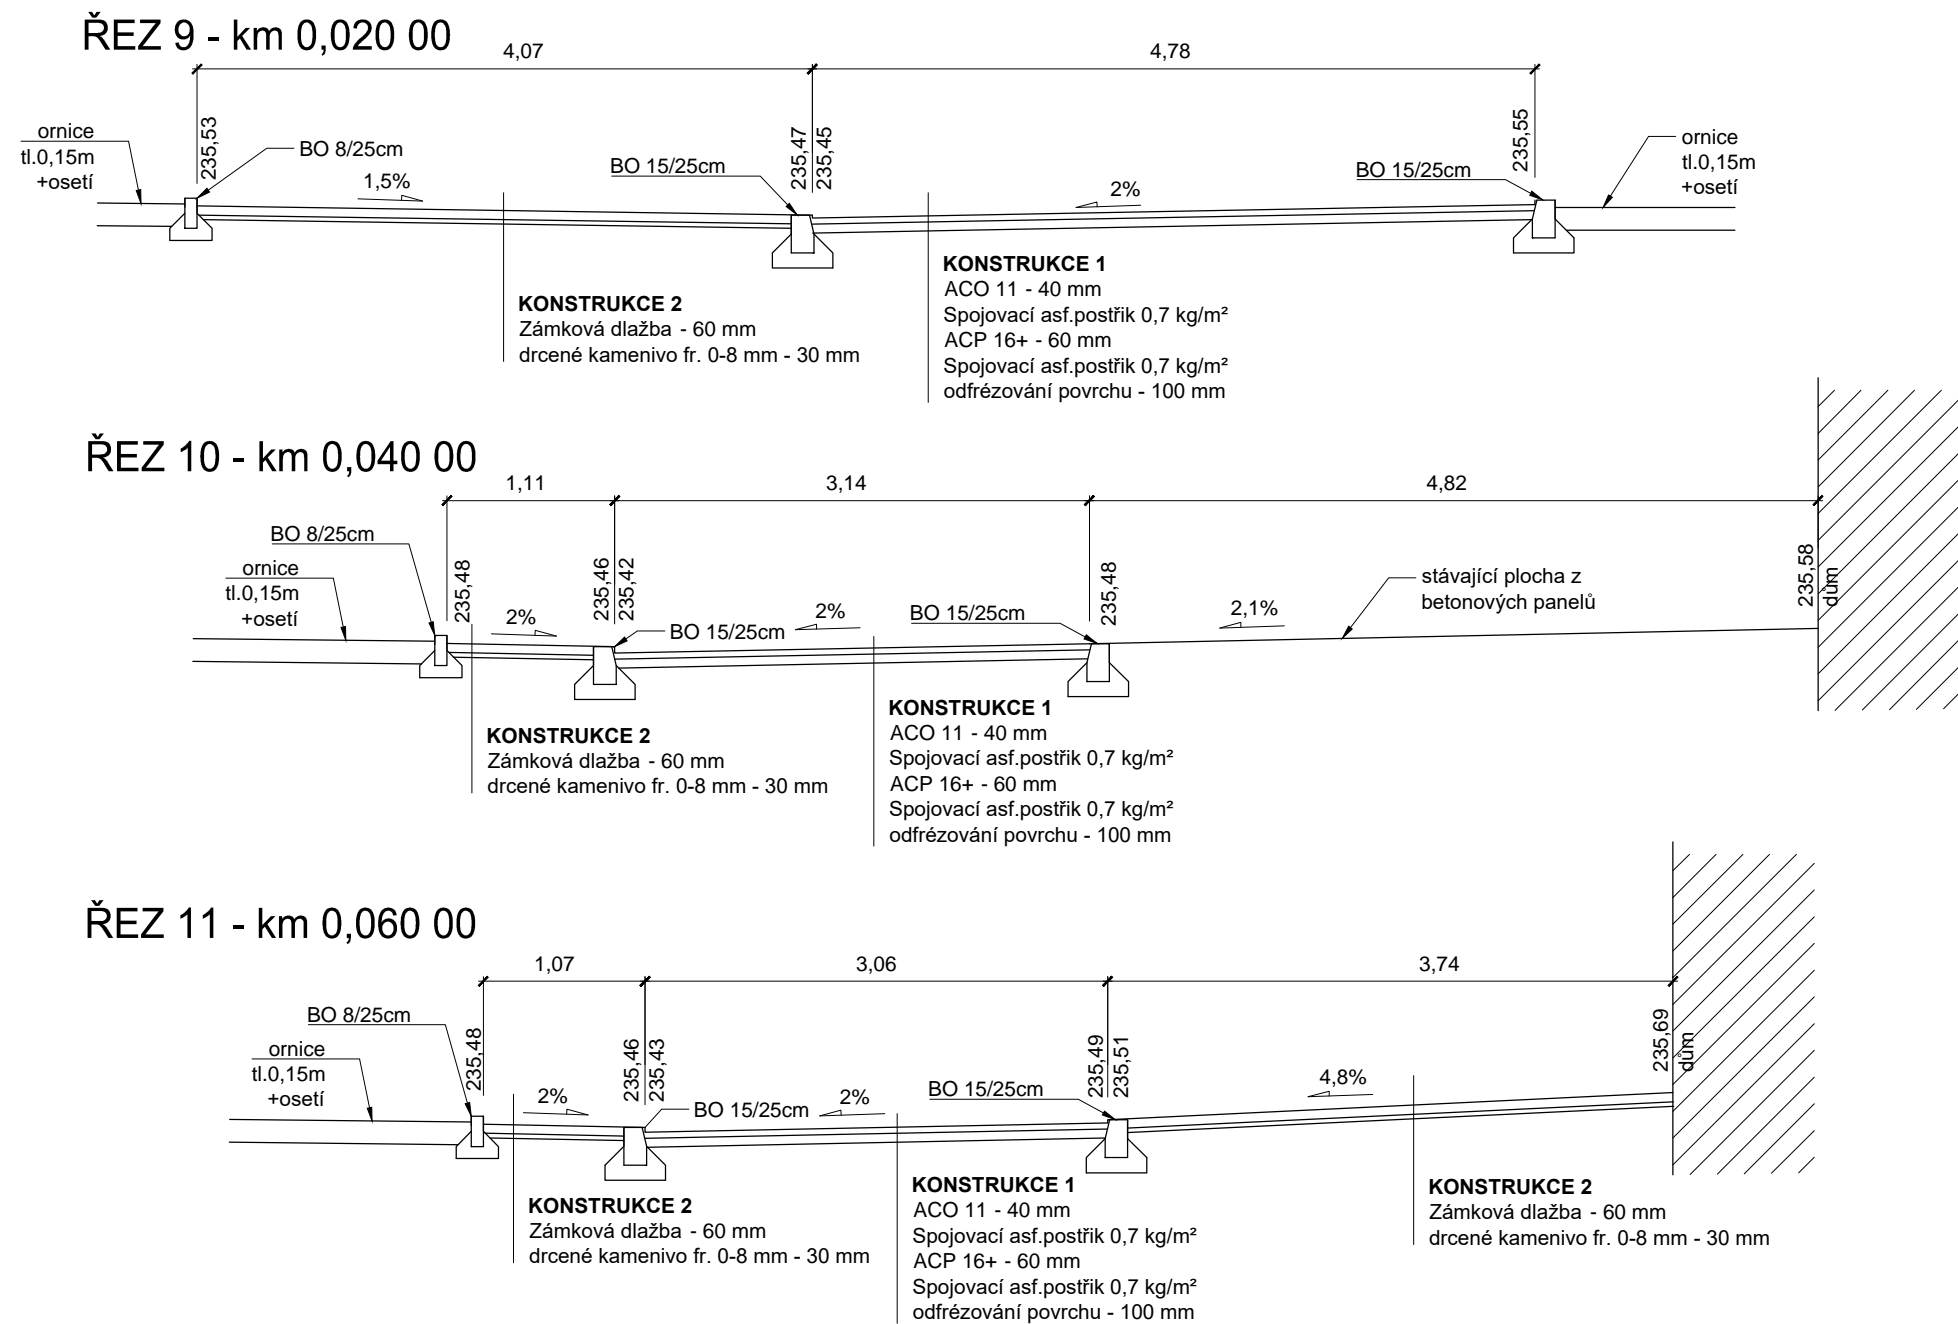 ŘEZ 9 - km 0,020 00
4,07
4,78
235,53
235,47
235,45
235,55
ornice
tl.0,15m
+osetí
BO 8/25cm
1,5%
BO 15/25cm
2%
BO 15/25cm
ornice
tl.0,15m
+osetí
KONSTRUKCE 2
Zámková dlažba - 60 mm
drcené kamenivo fr. 0-8 mm - 30 mm
KONSTRUKCE 1
ACO 11 - 40 mm
Spojovací asf.postřik 0,7 kg/m²
ACP 16+ - 60 mm
Spojovací asf.postřik 0,7 kg/m²
odfrézování povrchu - 100 mm
ŘEZ 10 - km 0,040 00
1,11
3,14
4,82
BO 8/25cm
ornice
tl.0,15m
+osetí
235,48
235,46
235,42
235,48
235,58
dům
2%
BO 15/25cm
2%
BO 15/25cm
2,1%
stávající plocha z
betonových panelů
KONSTRUKCE 2
Zámková dlažba - 60 mm
drcené kamenivo fr. 0-8 mm - 30 mm
KONSTRUKCE 1
ACO 11 - 40 mm
Spojovací asf.postřik 0,7 kg/m²
ACP 16+ - 60 mm
Spojovací asf.postřik 0,7 kg/m²
odfrézování povrchu - 100 mm
ŘEZ 11 - km 0,060 00
1,07
3,06
3,74
BO 8/25cm
ornice
tl.0,15m
+osetí
235,48
235,46
235,43
235,49
235,51
235,69
dům
2%
BO 15/25cm
2%
BO 15/25cm
4,8%
KONSTRUKCE 2
Zámková dlažba - 60 mm
drcené kamenivo fr. 0-8 mm - 30 mm
KONSTRUKCE 1
ACO 11 - 40 mm
Spojovací asf.postřik 0,7 kg/m²
ACP 16+ - 60 mm
Spojovací asf.postřik 0,7 kg/m²
odfrézování povrchu - 100 mm
KONSTRUKCE 2
Zámková dlažba - 60 mm
drcené kamenivo fr. 0-8 mm - 30 mm